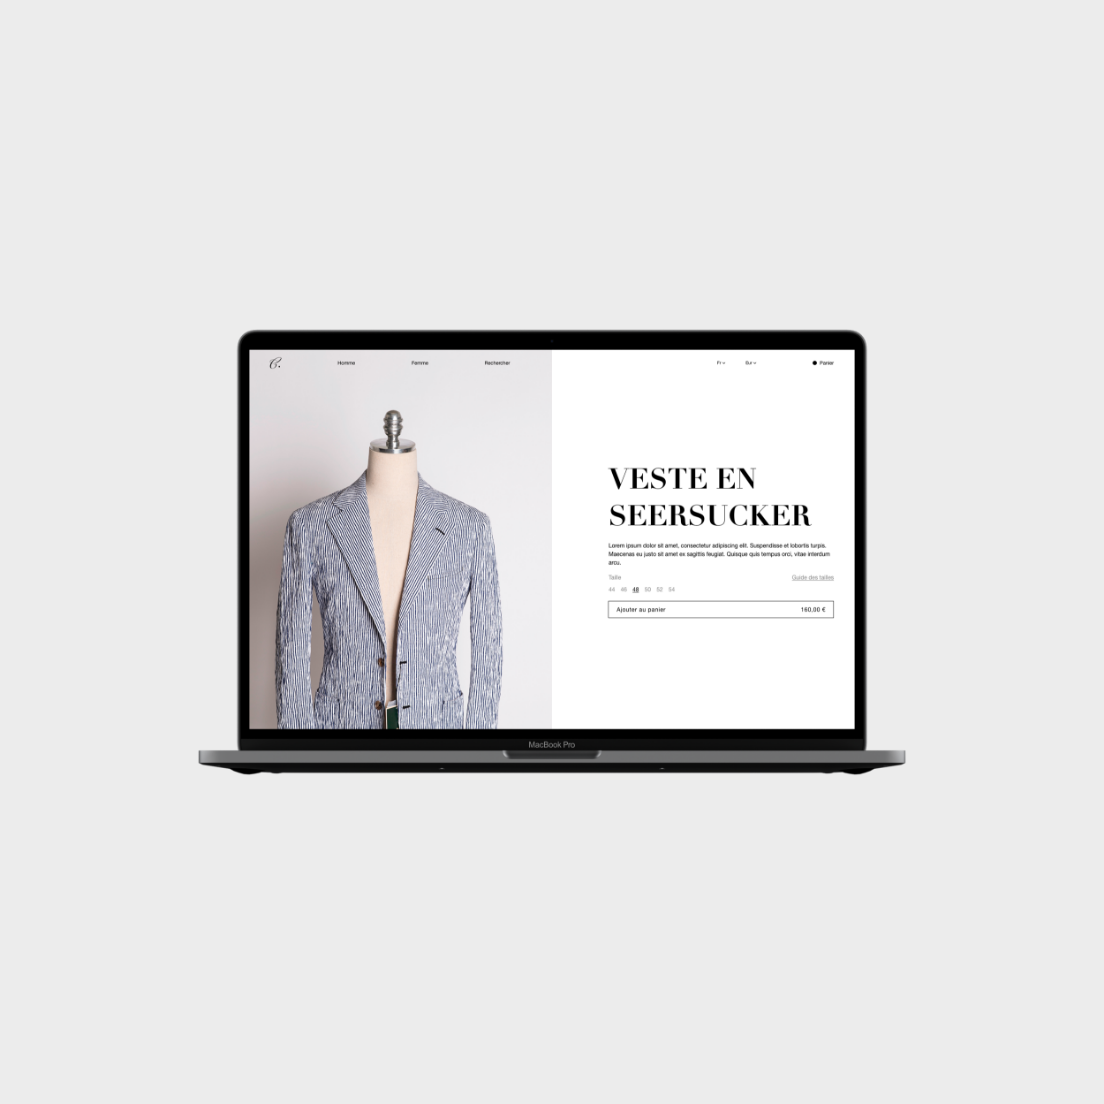 C.
Homme Femme Rechercher Fr Eur Panier
VESTE EN
SEERSUCKER
Lorem ipsum dolor sit amet, consectetur adipiscing elit. Suspendisse et lobortis turpis.
Maecenas eu justo sit amet ex sagittis feugiat. Quisque quis tempus orci, vitae interdum
arcu.
Taille Guide des tailles
44 46 48 50 52 54
Ajouter au panier 160,00 €
MacBook Pro